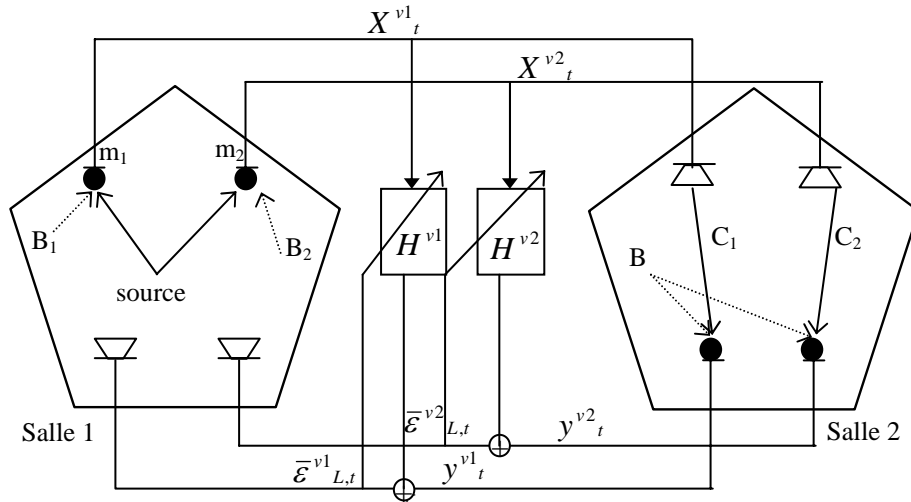 X^{v1}_t
X^{v2}_t
m₁
m₂
B₁
B₂
source
H^{v1}
H^{v2}
C₁
C₂
B
Salle 1
Salle 2
ε̅^{v2}_{L,t}
y^{v2}_t
ε̅^{v1}_{L,t}
y^{v1}_t